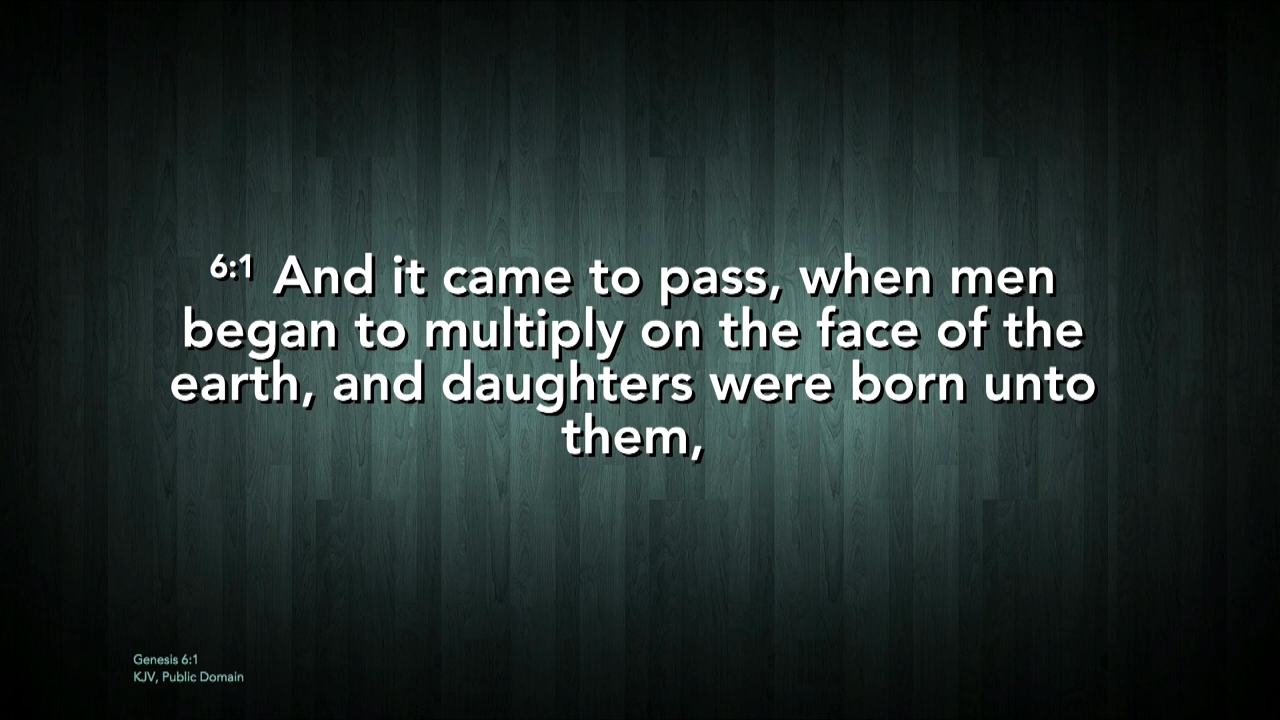 6:1 And it came to pass, when men
began to multiply on the face of the
earth, and daughters were born unto
them,
Genesis 6:1
KJV, Public Domain